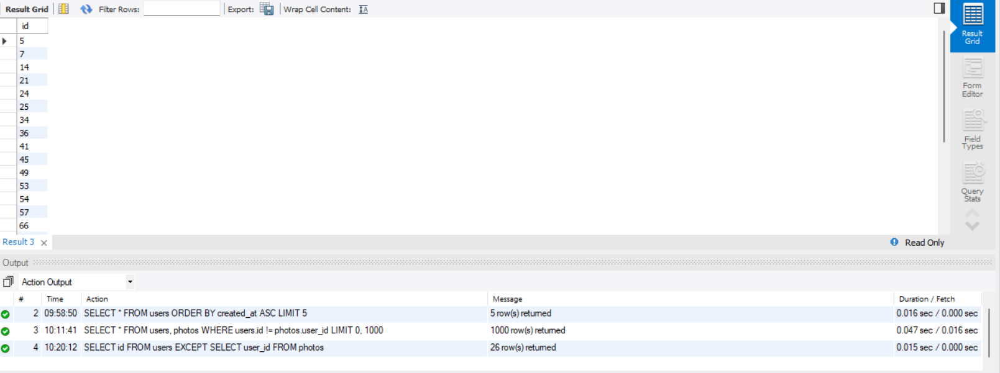 Result Grid Filter Rows: Export: Wrap Cell Content:
id
5
7
14
21
24
25
34
36
41
45
49
53
54
57
66
Result Grid
Form Editor
Field Types
Query Stats
Result 3 Read Only
Output
Action Output
# Time Action Message Duration / Fetch
2 09:58:50 SELECT * FROM users ORDER BY created_at ASC LIMIT 5 5 row(s) returned 0.016 sec / 0.000 sec
3 10:11:41 SELECT * FROM users, photos WHERE users.id != photos.user_id LIMIT 0, 1000 1000 row(s) returned 0.047 sec / 0.016 sec
4 10:20:12 SELECT id FROM users EXCEPT SELECT user_id FROM photos 26 row(s) returned 0.015 sec / 0.000 sec